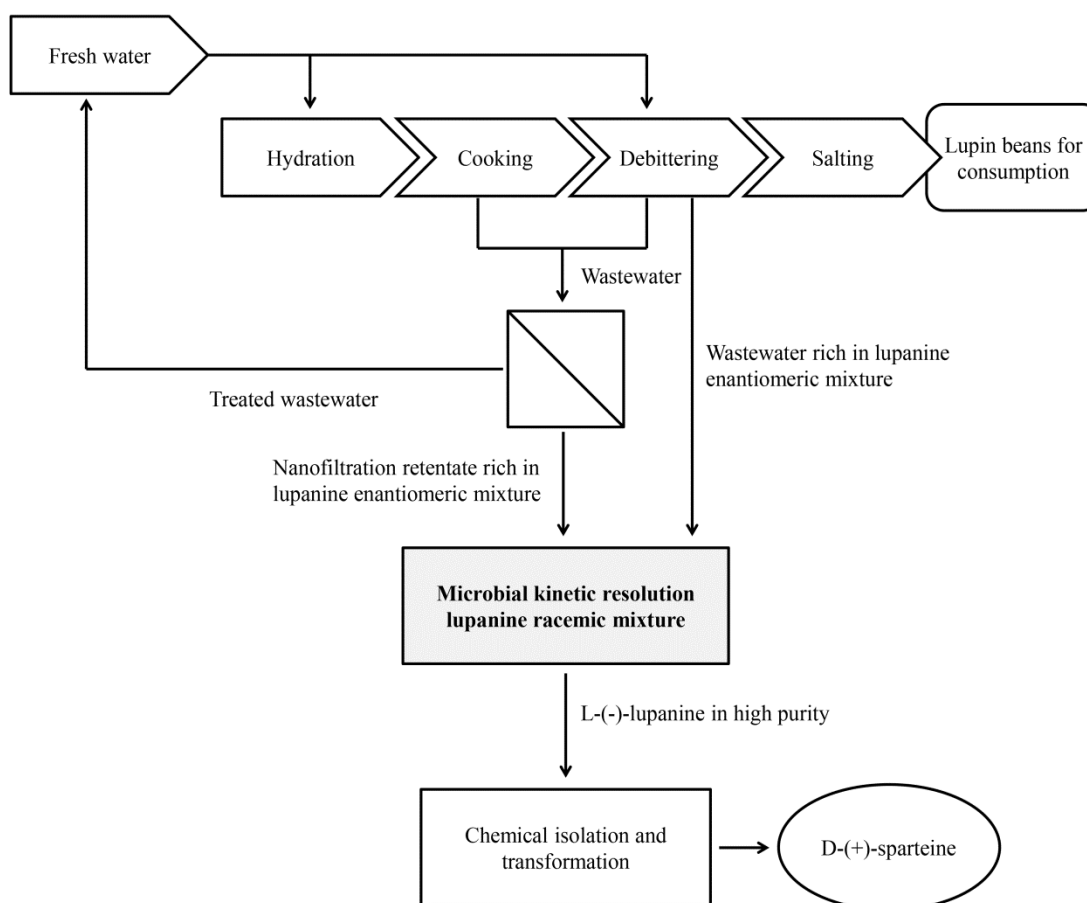 Fresh water
Hydration
Cooking
Debittering
Salting
Lupin beans for
consumption
Wastewater
Wastewater rich in lupanine
enantiomeric mixture
Treated wastewater
Nanofiltration retentate rich in
lupanine enantiomeric mixture
Microbial kinetic resolution
lupanine racemic mixture
L-(-)-lupanine in high purity
Chemical isolation and
transformation
D-(+)-sparteine